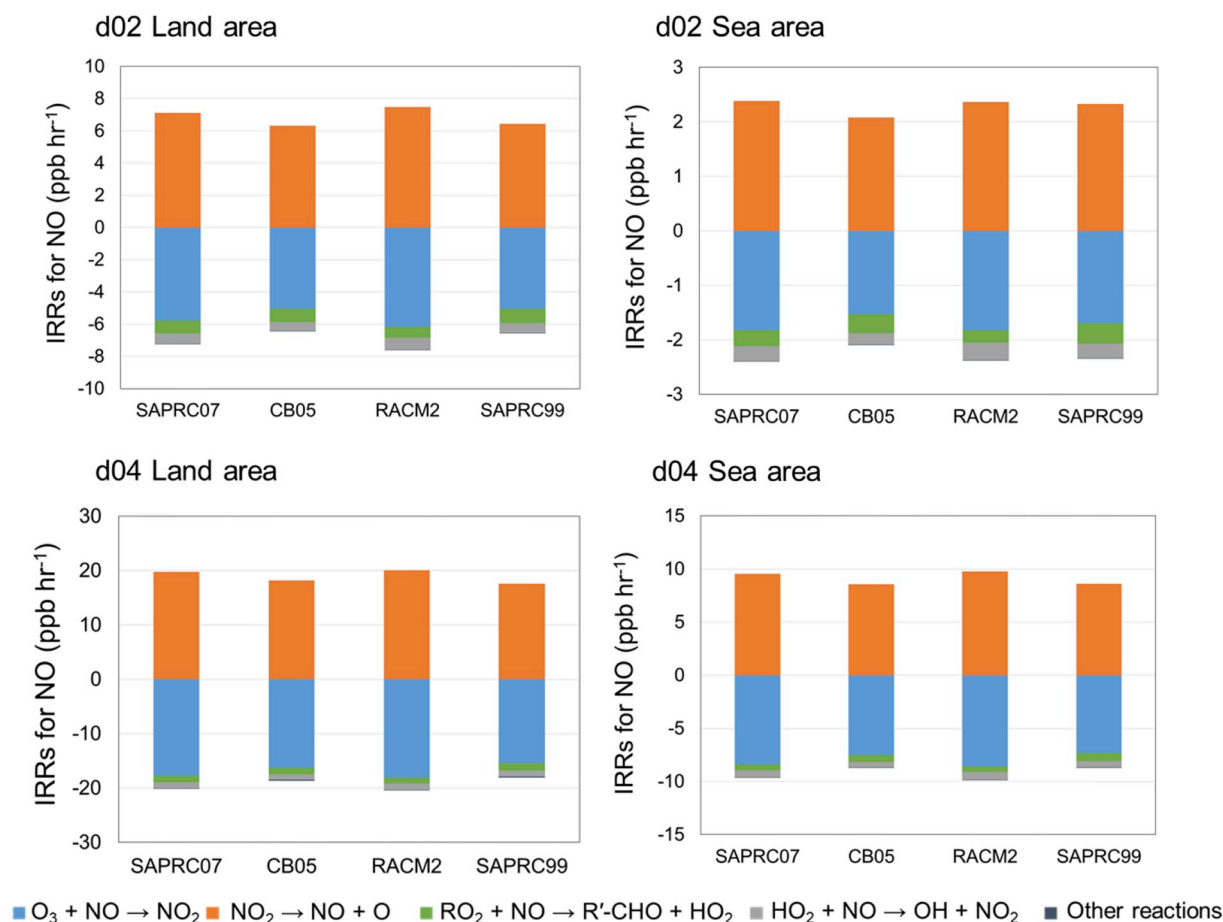 d02 Land area
IRRs for NO (ppb hr⁻¹)
10
8
6
4
2
0
-2
-4
-6
-8
-10
SAPRC07 CB05 RACM2 SAPRC99
d02 Sea area
IRRs for NO (ppb hr⁻¹)
3
2
1
0
-1
-2
-3
SAPRC07 CB05 RACM2 SAPRC99
d04 Land area
IRRs for NO (ppb hr⁻¹)
30
20
10
0
-10
-20
-30
SAPRC07 CB05 RACM2 SAPRC99
d04 Sea area
IRRs for NO (ppb hr⁻¹)
15
10
5
0
-5
-10
-15
SAPRC07 CB05 RACM2 SAPRC99
O₃ + NO → NO₂ NO₂ → NO + O RO₂ + NO → R′-CHO + HO₂ HO₂ + NO → OH + NO₂ Other reactions